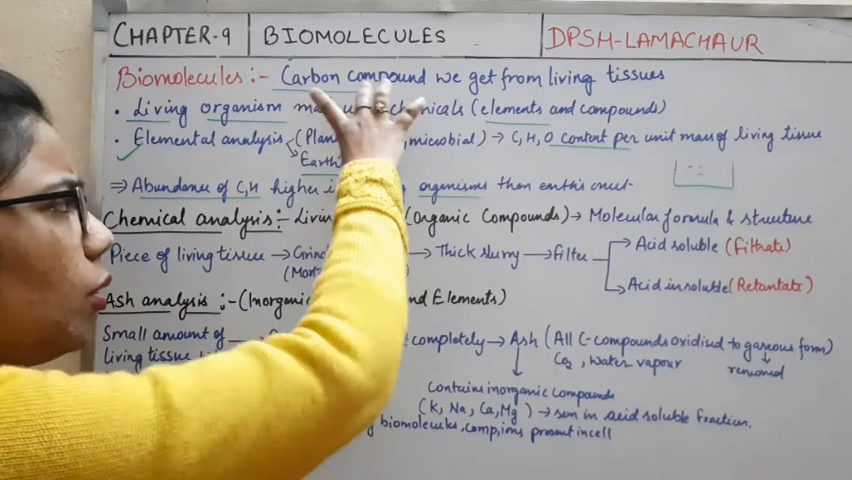 CHAPTER-9 BIOMOLECULES DPSH-LAMACHAUR
Biomolecules :- Carbon compound we get from living tissues
• Living organism chemicals (elements and compounds)
• Elemental analysis (Plan microbial) → C, H, O content per unit mass of living tissue
Earth
⇒ Abundance of C,H higher i organisms then earth's crust-
Chemical analysis :- Livin (Organic Compounds) → Molecular formula & structure
Piece of living tissue → Grin → Thick slurry → Filter → Acid soluble (Filtrate)
(Mor → Acid insoluble (Retantate)
Ash analysis :- (Inorganic and Elements)
Small amount of living tissue completely → Ash (All C-compounds oxidised to gaseous form)
CO2, water vapour removed
Contains inorganic compounds
(K, Na, Ca, Mg) → seen in acid soluble fraction.
biomolecules, comp, ions present in cell